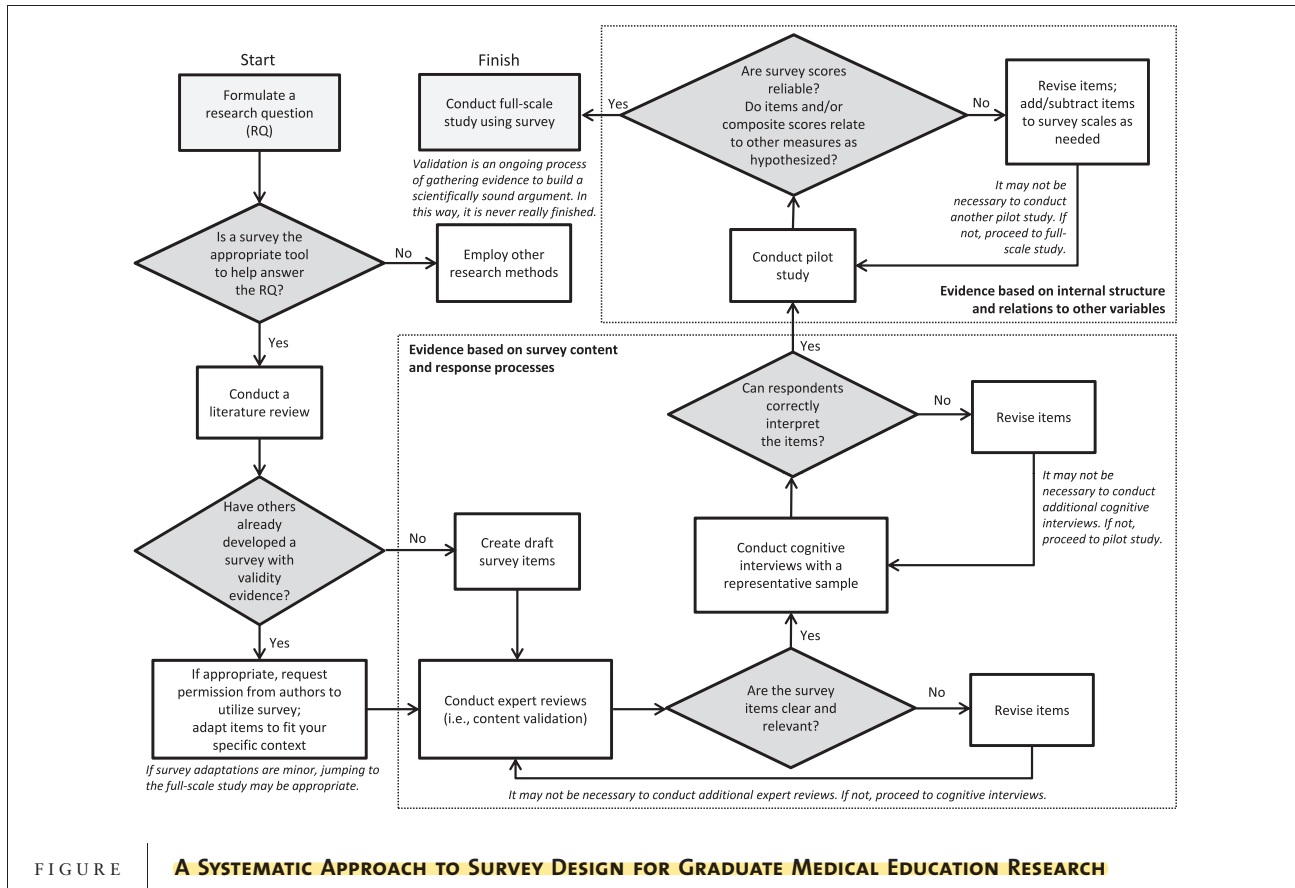 Start
Formulate a
research question
(RQ)
Is a survey the
appropriate tool
to help answer
the RQ?
No
Employ other
research methods
Yes
Conduct a
literature review
Have others
already
developed a
survey with
validity
evidence?
No
Create draft
survey items
Yes
If appropriate, request
permission from authors to
utilize survey;
adapt items to fit your
specific context
If survey adaptations are minor, jumping to
the full-scale study may be appropriate.
Evidence based on survey content
and response processes
Conduct expert reviews
(i.e., content validation)
Are the survey
items clear and
relevant?
No
Revise items
It may not be necessary to conduct additional expert reviews. If not, proceed to cognitive interviews.
Yes
Conduct cognitive
interviews with a
representative sample
Can respondents
correctly
interpret
the items?
No
Revise items
It may not be
necessary to conduct
additional cognitive
interviews. If not,
proceed to pilot study.
Yes
Conduct pilot
study
Evidence based on internal structure
and relations to other variables
Are survey scores
reliable?
Do items and/or
composite scores relate
to other measures as
hypothesized?
No
Revise items;
add/subtract items
to survey scales as
needed
It may not be
necessary to conduct
another pilot study. If
not, proceed to full-
scale study.
Yes
Finish
Conduct full-scale
study using survey
Validation is an ongoing process
of gathering evidence to build a
scientifically sound argument. In
this way, it is never really finished.
FIGURE
A Systematic Approach to Survey Design for Graduate Medical Education Research